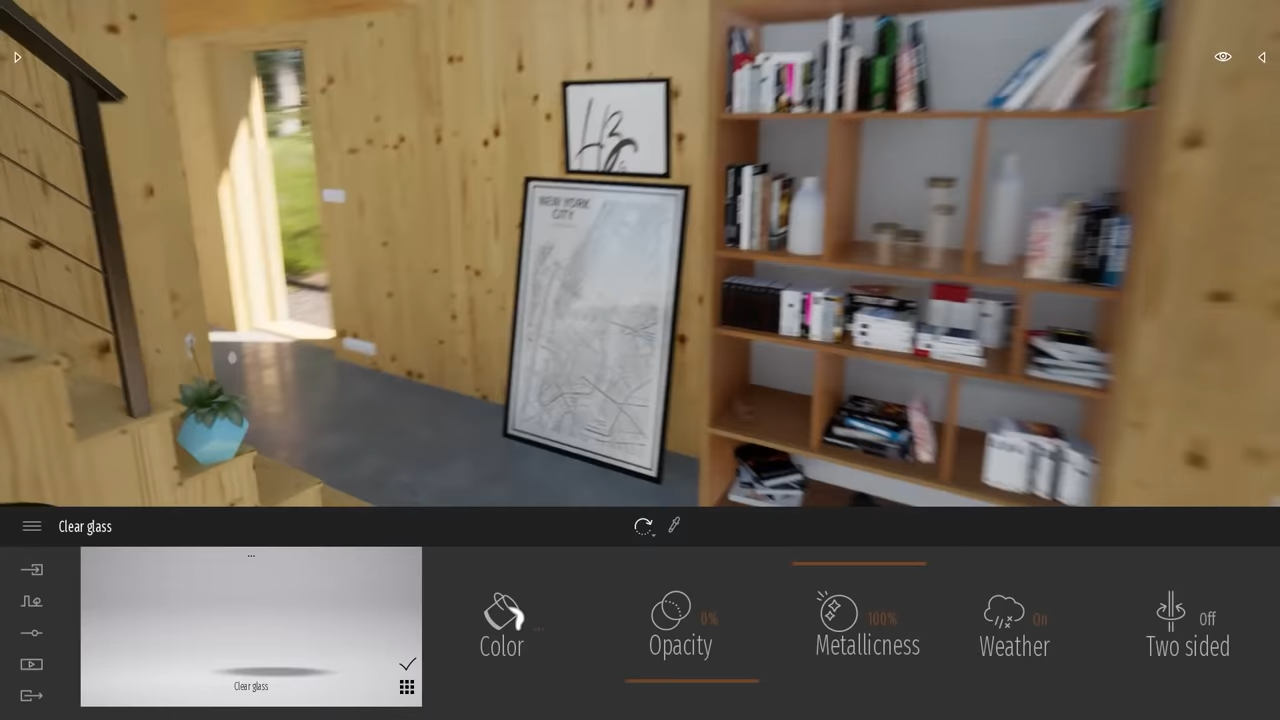 NEW YORK
CITY
Clear glass
...
Clear glass
Color
0%
Opacity
100%
Metallicness
On
Weather
Off
Two sided